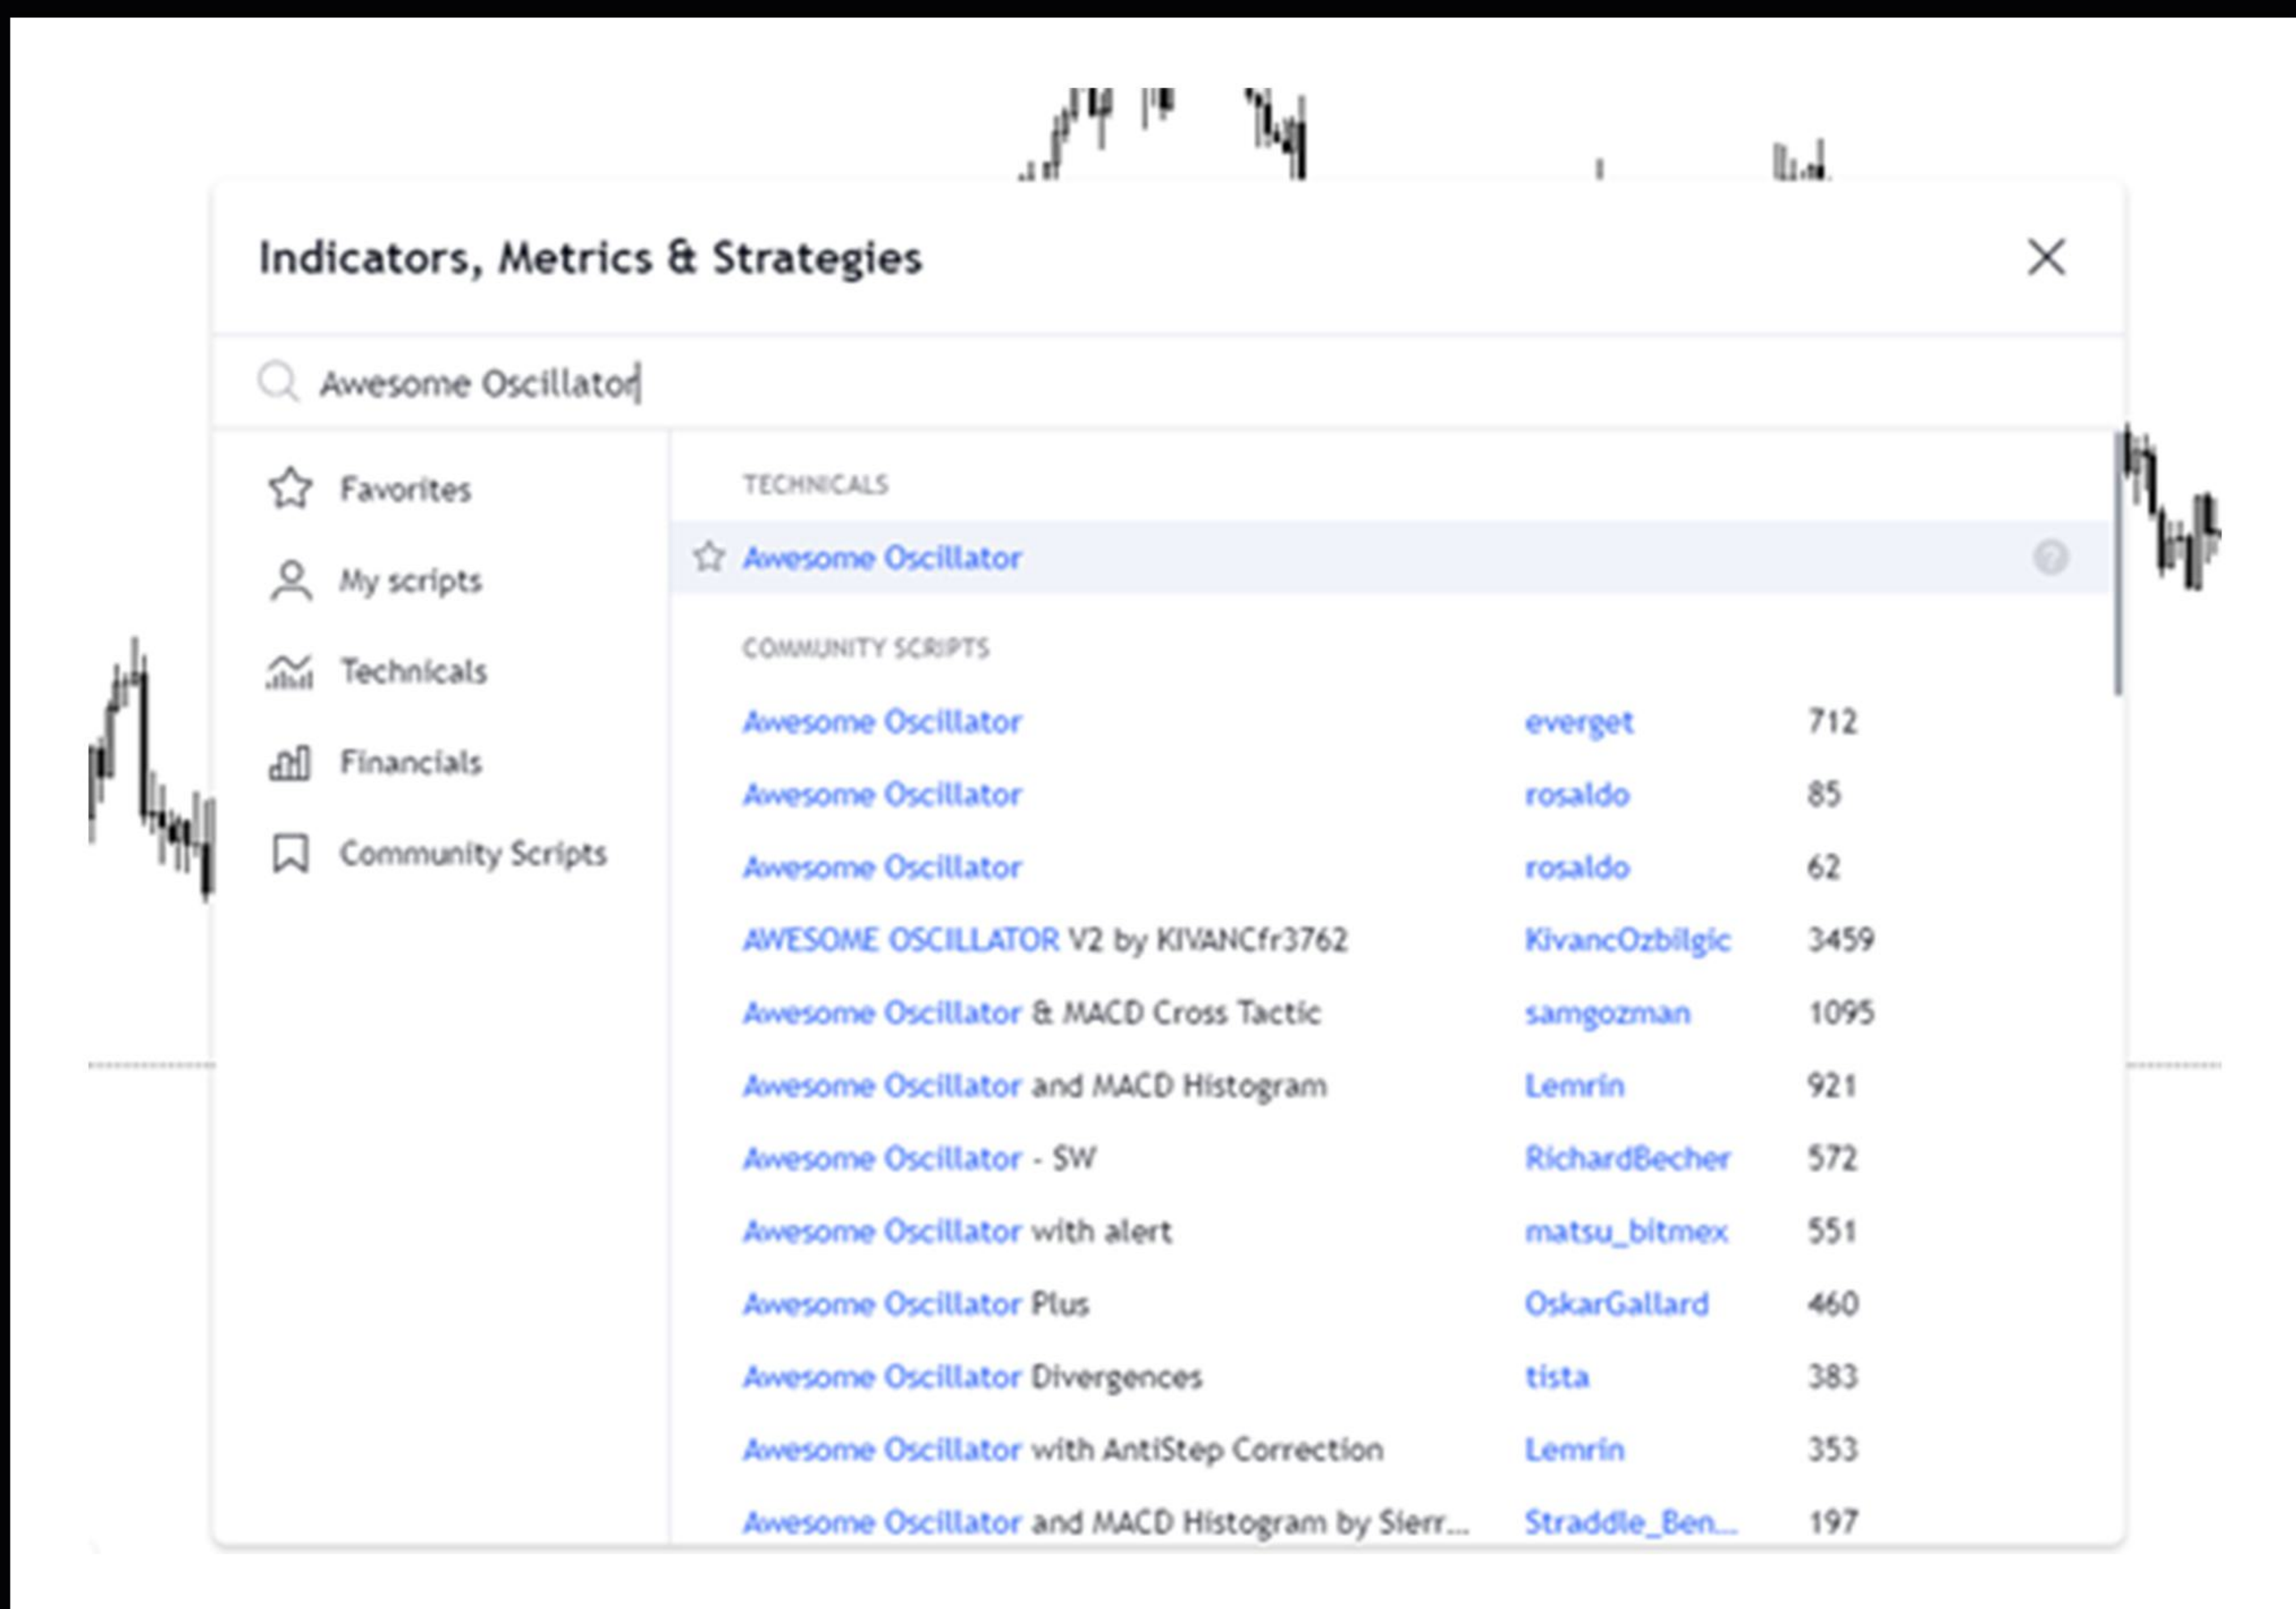 Indicators, Metrics & Strategies
Awesome Oscillator
Favorites
My scripts
Technicals
Financials
Community Scripts
TECHNICALS
Awesome Oscillator
COMMUNITY SCRIPTS
Awesome Oscillator everget 712
Awesome Oscillator rosaldo 85
Awesome Oscillator rosaldo 62
AWESOME OSCILLATOR V2 by KIVANCfr3762 KivancOzbilgic 3459
Awesome Oscillator & MACD Cross Tactic samgozman 1095
Awesome Oscillator and MACD Histogram Lemrin 921
Awesome Oscillator - SW RichardBecher 572
Awesome Oscillator with alert matsu_bitmex 551
Awesome Oscillator Plus OskarGallard 460
Awesome Oscillator Divergences tista 383
Awesome Oscillator with AntiStep Correction Lemrin 353
Awesome Oscillator and MACD Histogram by Sierr... Straddle_Ben... 197